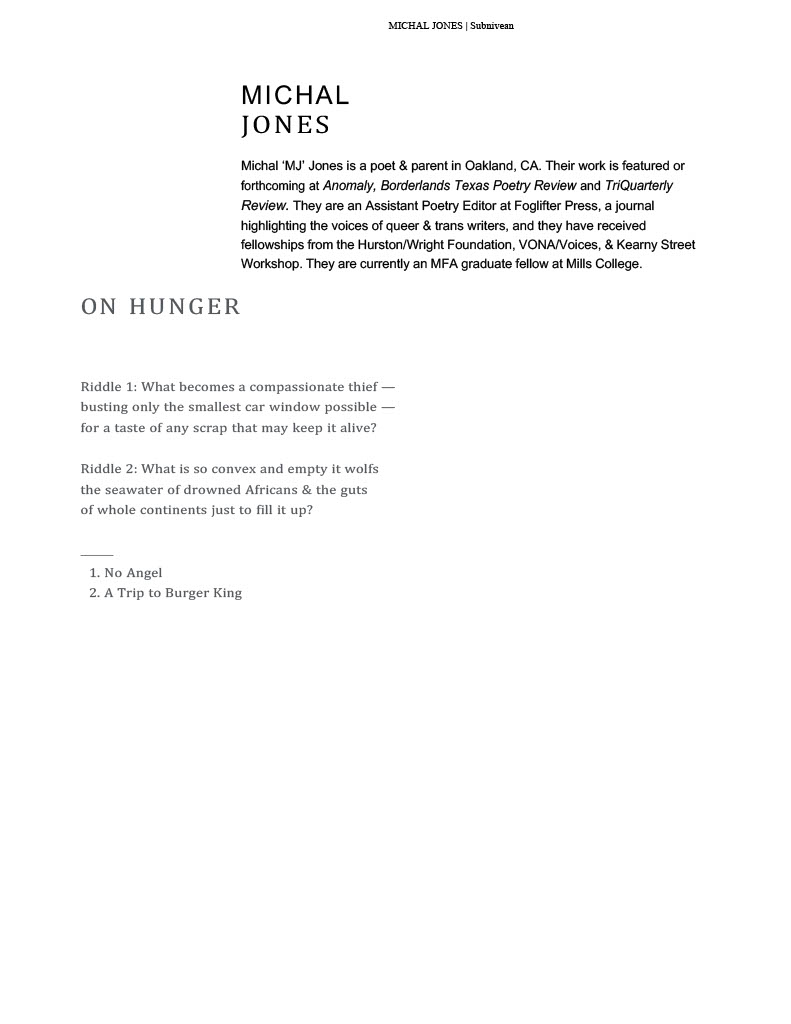 MICHAL JONES | Subnivean
MICHAL
JONES
Michal ‘MJ’ Jones is a poet & parent in Oakland, CA. Their work is featured or
forthcoming at Anomaly, Borderlands Texas Poetry Review and TriQuarterly
Review. They are an Assistant Poetry Editor at Foglifter Press, a journal
highlighting the voices of queer & trans writers, and they have received
fellowships from the Hurston/Wright Foundation, VONA/Voices, & Kearny Street
Workshop. They are currently an MFA graduate fellow at Mills College.
ON HUNGER
Riddle 1: What becomes a compassionate thief —
busting only the smallest car window possible —
for a taste of any scrap that may keep it alive?
Riddle 2: What is so convex and empty it wolfs
the seawater of drowned Africans & the guts
of whole continents just to fill it up?
1. No Angel
2. A Trip to Burger King